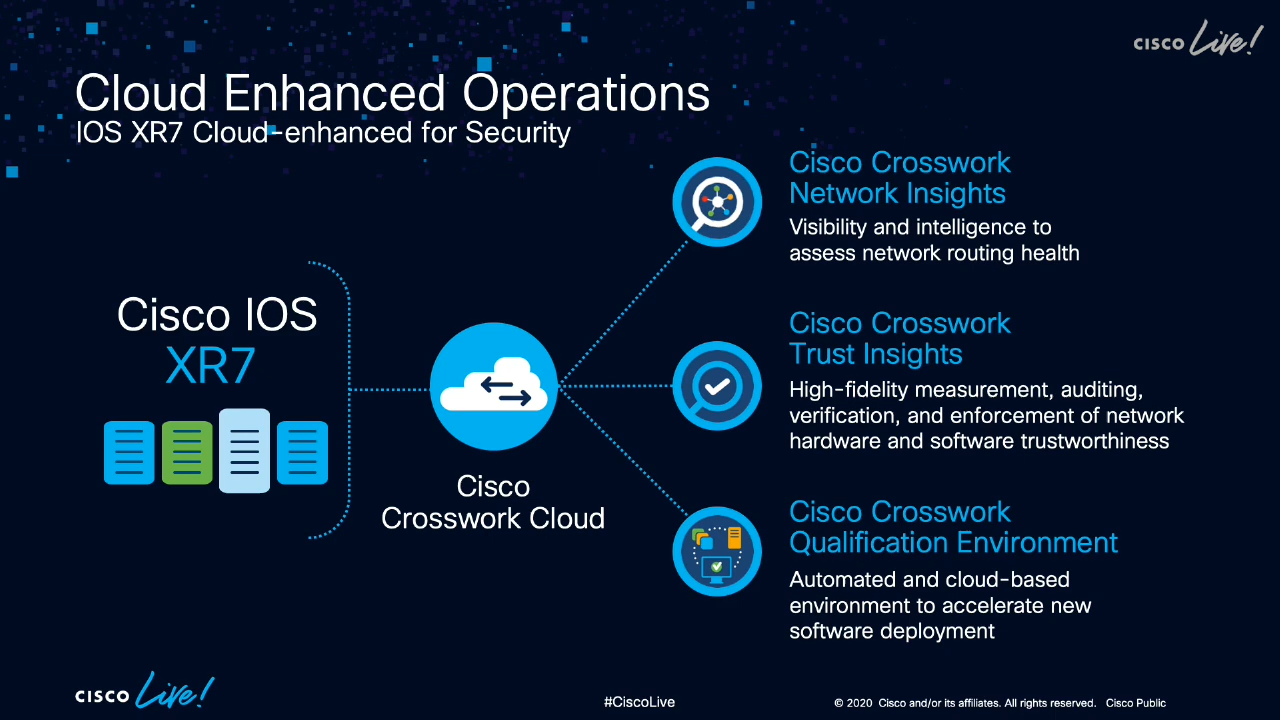 CISCO Live!
Cloud Enhanced Operations
IOS XR7 Cloud-enhanced for Security
Cisco Crosswork
Network Insights
Visibility and intelligence to
assess network routing health
Cisco IOS
XR7
Cisco
Crosswork Cloud
Cisco Crosswork
Trust Insights
High-fidelity measurement, auditing,
verification, and enforcement of network
hardware and software trustworthiness
Cisco Crosswork
Qualification Environment
Automated and cloud-based
environment to accelerate new
software deployment
CISCO Live!
#CiscoLive
© 2020 Cisco and/or its affiliates. All rights reserved. Cisco Public